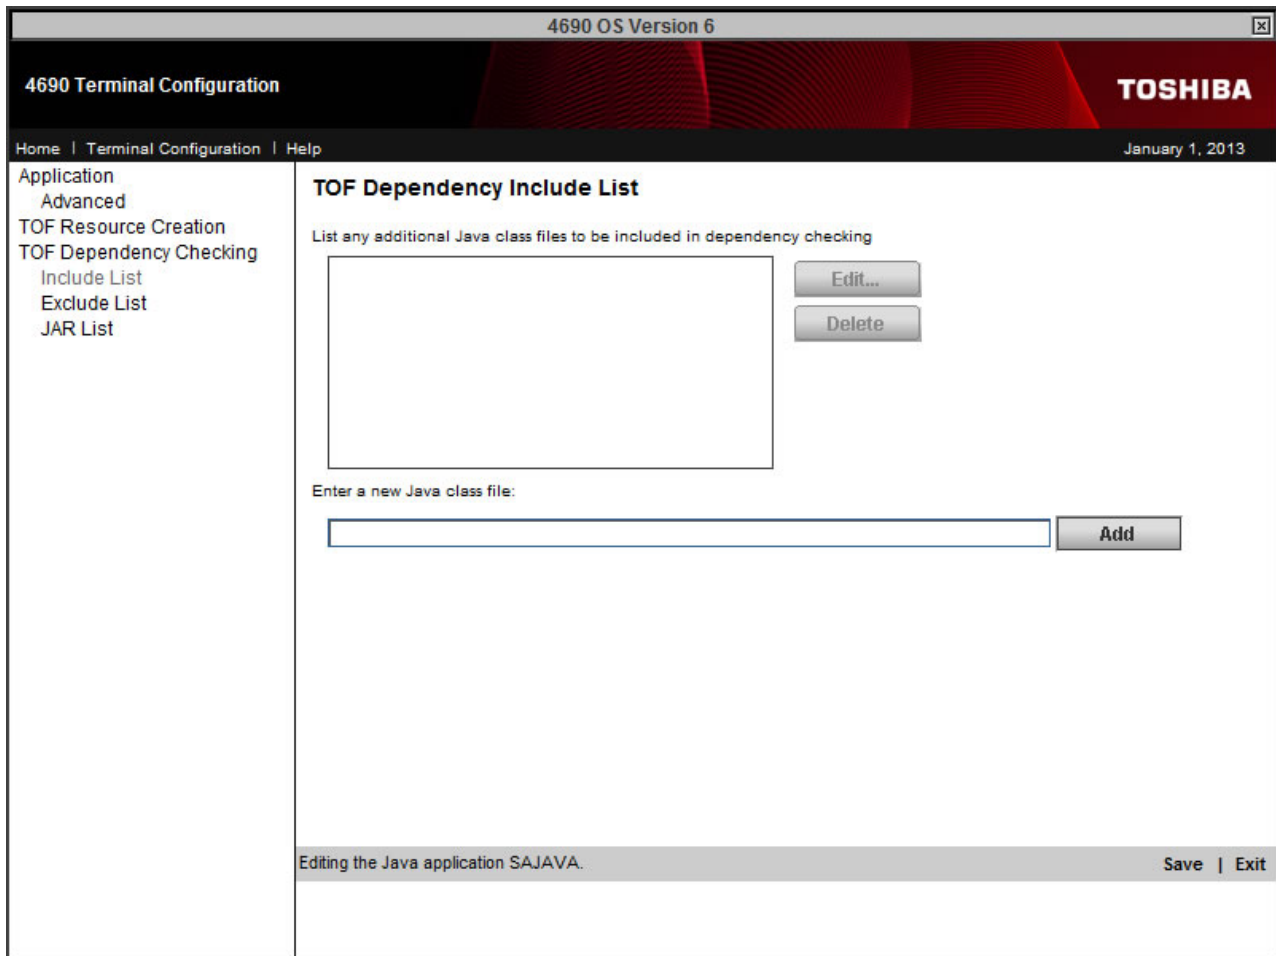 4690 OS Version 6
4690 Terminal Configuration
TOSHIBA
Home | Terminal Configuration | Help
January 1, 2013
Application
Advanced
TOF Resource Creation
TOF Dependency Checking
Include List
Exclude List
JAR List
TOF Dependency Include List
List any additional Java class files to be included in dependency checking
Edit...
Delete
Enter a new Java class file:
Add
Editing the Java application SAJAVA.
Save | Exit